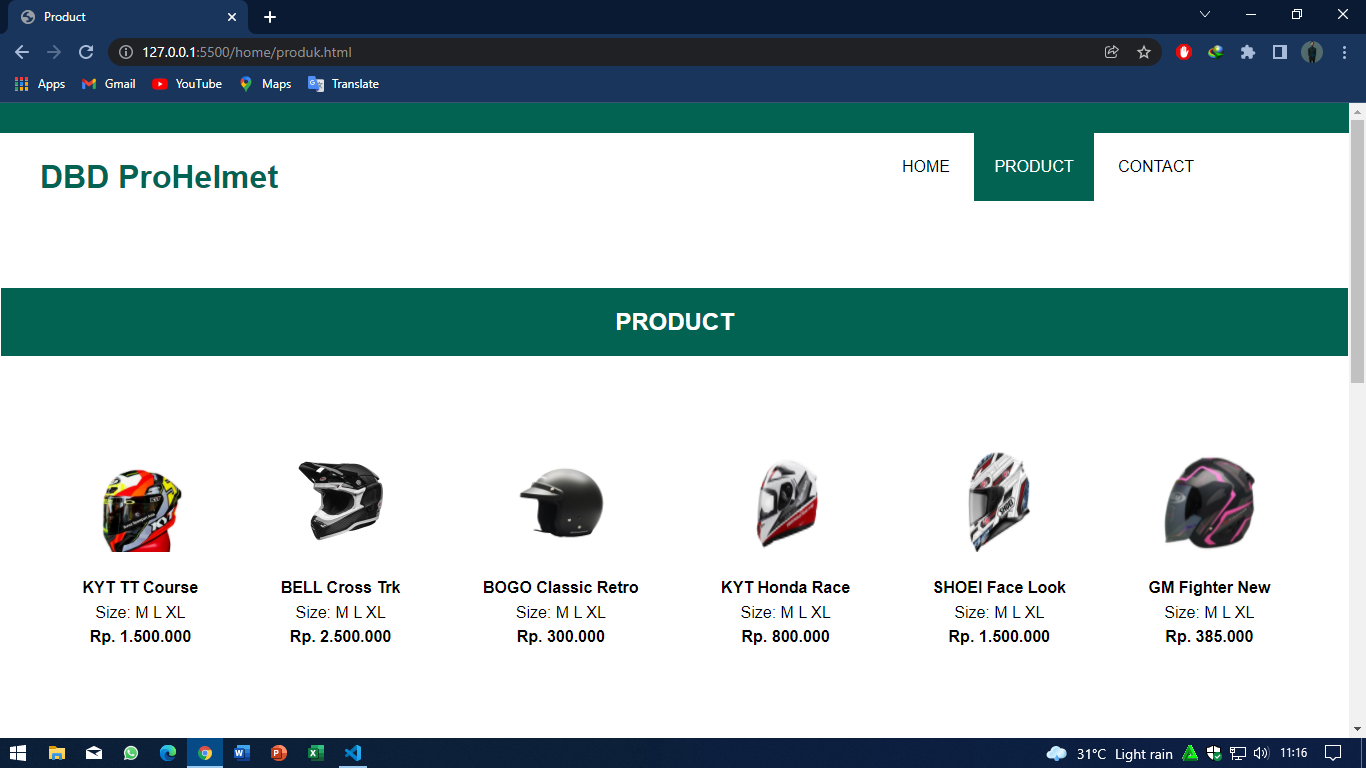 Product
127.0.0.1:5500/home/produk.html
Apps Gmail YouTube Maps Translate
DBD ProHelmet
HOME PRODUCT CONTACT
PRODUCT
KYT
SHOEI
KYT TT Course BELL Cross Trk BOGO Classic Retro KYT Honda Race SHOEI Face Look GM Fighter New
Size: M L XL Size: M L XL Size: M L XL Size: M L XL Size: M L XL Size: M L XL
Rp. 1.500.000 Rp. 2.500.000 Rp. 300.000 Rp. 800.000 Rp. 1.500.000 Rp. 385.000
31°C Light rain 11:16